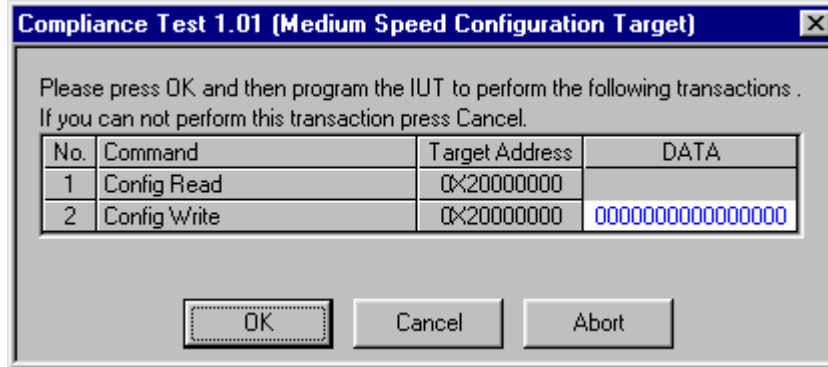 Compliance Test 1.01 (Medium Speed Configuration Target)
Please press OK and then program the IUT to perform the following transactions .
If you can not perform this transaction press Cancel.
No. Command Target Address DATA
1 Config Read 0X20000000
2 Config Write 0X20000000 0000000000000000
OK Cancel Abort